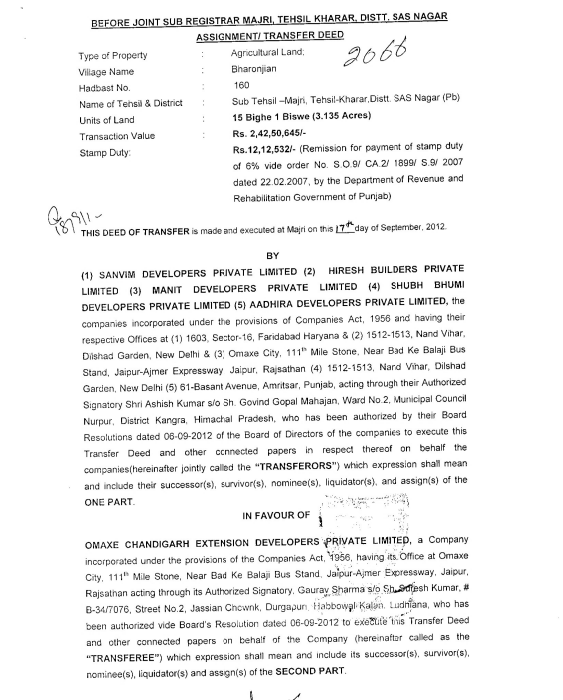 BEFORE JOINT SUB REGISTRAR MAJRI, TEHSIL KHARAR, DISTT. SAS NAGAR
ASSIGNMENT/ TRANSFER DEED
2066
Type of Property : Agricultural Land;
Village Name : Bharonjian
Hadbast No. : 160
Name of Tehsil & District : Sub Tehsil –Majri, Tehsil-Kharar,Distt. SAS Nagar (Pb)
Units of Land : 15 Bighe 1 Biswe (3.135 Acres)
Transaction Value : Rs. 2,42,50,645/-
Stamp Duty: Rs.12,12,532/- (Remission for payment of stamp duty
of 6% vide order No. S.O.9/ CA.2/ 1899/ S.9/ 2007
dated 22.02.2007, by the Department of Revenue and
Rehabilitation Government of Punjab)
THIS DEED OF TRANSFER is made and executed at Majri on this 17th day of September, 2012.
BY
(1) SANVIM DEVELOPERS PRIVATE LIMITED (2) HIRESH BUILDERS PRIVATE
LIMITED (3) MANIT DEVELOPERS PRIVATE LIMITED (4) SHUBH BHUMI
DEVELOPERS PRIVATE LIMITED (5) AADHIRA DEVELOPERS PRIVATE LIMITED, the
companies incorporated under the provisions of Companies Act, 1956 and having their
respective Offices at (1) 1603, Sector-16, Faridabad Haryana & (2) 1512-1513, Nand Vihar,
Dilshad Garden, New Delhi & (3) Omaxe City, 111th Mile Stone, Near Bad Ke Balaji Bus
Stand, Jaipur-Ajmer Expressway Jaipur, Rajsathan (4) 1512-1513, Nand Vihar, Dilshad
Garden, New Delhi (5) 61-Basant Avenue, Amritsar, Punjab, acting through their Authorized
Signatory Shri Ashish Kumar s/o Sh. Govind Gopal Mahajan, Ward No.2, Municipal Council
Nurpur, District Kangra, Himachal Pradesh, who has been authorized by their Board
Resolutions dated 06-09-2012 of the Board of Directors of the companies to execute this
Transfer Deed and other connected papers in respect thereof on behalf the
companies(hereinafter jointly called the “TRANSFERORS”) which expression shall mean
and include their successor(s), survivor(s), nominee(s), liquidator(s), and assign(s) of the
ONE PART.
IN FAVOUR OF
OMAXE CHANDIGARH EXTENSION DEVELOPERS PRIVATE LIMITED, a Company
incorporated under the provisions of the Companies Act, 1956, having its Office at Omaxe
City, 111th Mile Stone, Near Bad Ke Balaji Bus Stand, Jaipur-Ajmer Expressway, Jaipur,
Rajsathan acting through its Authorized Signatory, Gaurav Sharma s/o Sh. Satesh Kumar, #
B-34/7076, Street No.2, Jassian Chownk, Durgapuri, Habbowal Kalan, Ludhiana, who has
been authorized vide Board's Resolution dated 06-09-2012 to execute this Transfer Deed
and other connected papers on behalf of the Company (hereinafter called as the
“TRANSFEREE”) which expression shall mean and include its successor(s), survivor(s),
nominee(s), liquidator(s) and assign(s) of the SECOND PART.